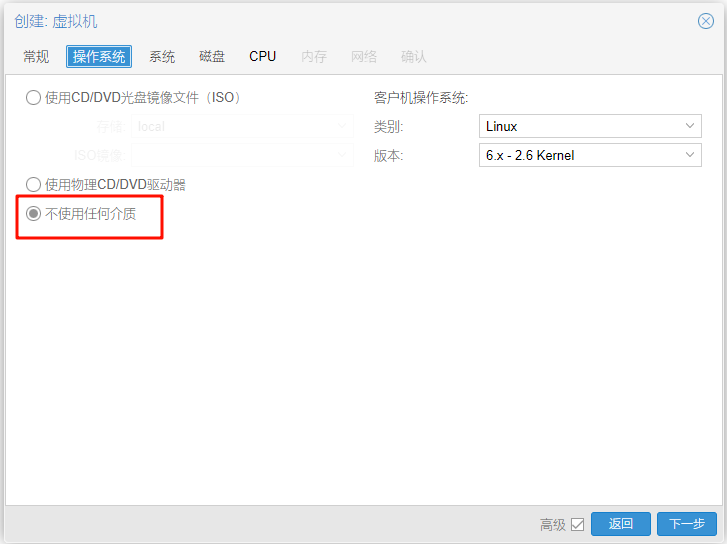 创建: 虚拟机
常规 操作系统 系统 磁盘 CPU 内存 网络 确认
使用CD/DVD光盘镜像文件（ISO） 客户机操作系统:
存储: local 类别: Linux
ISO镜像: 版本: 6.x - 2.6 Kernel
使用物理CD/DVD驱动器
不使用任何介质
高级 返回 下一步